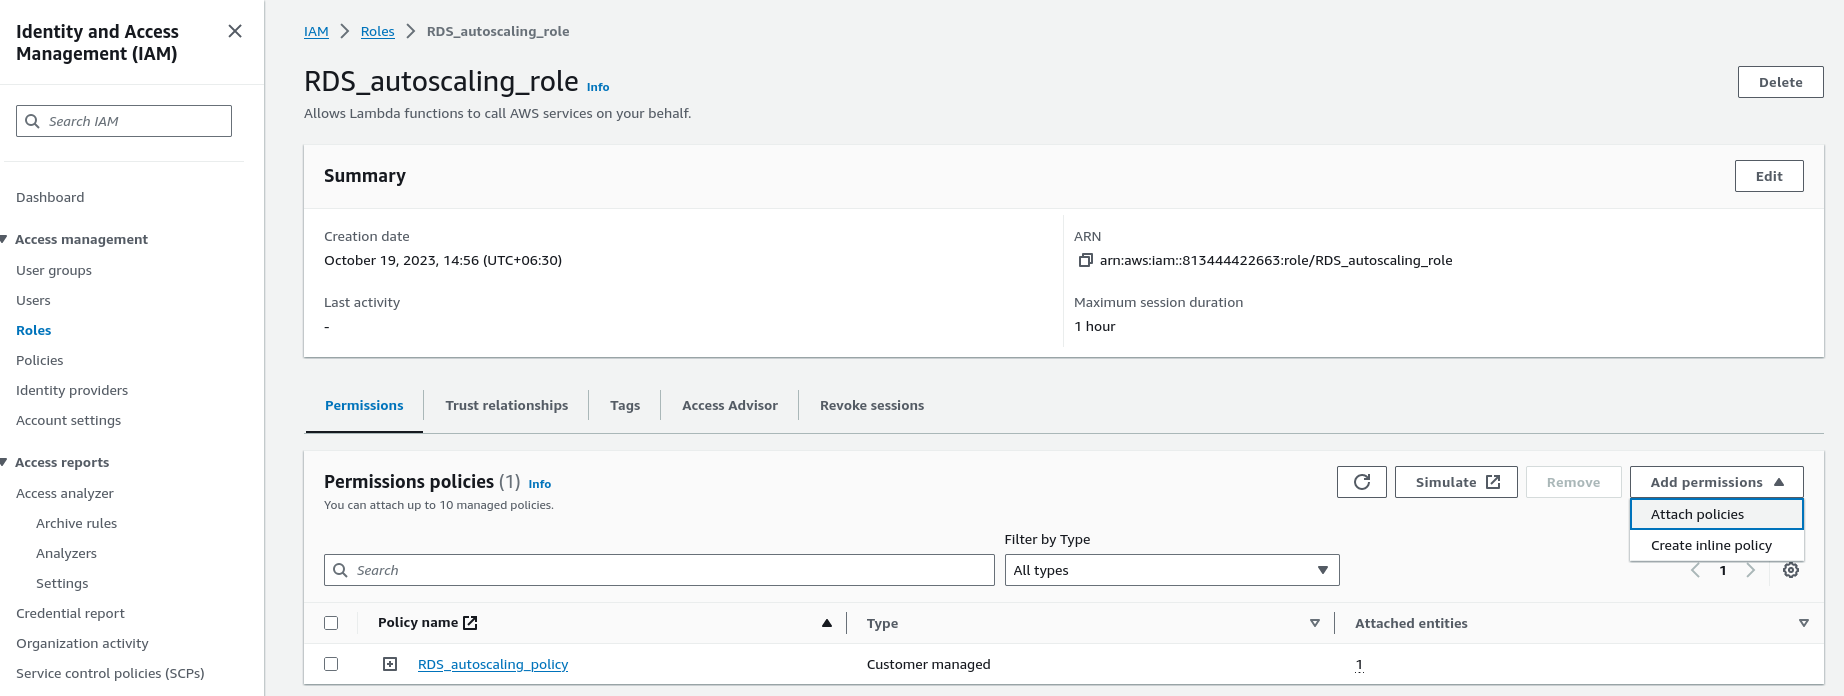 Identity and Access
Management (IAM)
Search IAM
Dashboard
Access management
User groups
Users
Roles
Policies
Identity providers
Account settings
Access reports
Access analyzer
Archive rules
Analyzers
Settings
Credential report
Organization activity
Service control policies (SCPs)
IAM > Roles > RDS_autoscaling_role
RDS_autoscaling_role Info
Delete
Allows Lambda functions to call AWS services on your behalf.
Summary
Edit
Creation date
October 19, 2023, 14:56 (UTC+06:30)
Last activity
-
ARN
arn:aws:iam::813444422663:role/RDS_autoscaling_role
Maximum session duration
1 hour
Permissions
Trust relationships
Tags
Access Advisor
Revoke sessions
Permissions policies (1) Info
You can attach up to 10 managed policies.
Simulate
Remove
Add permissions
Attach policies
Create inline policy
Filter by Type
Search
All types
1
Policy name
Type
Attached entities
RDS_autoscaling_policy
Customer managed
1